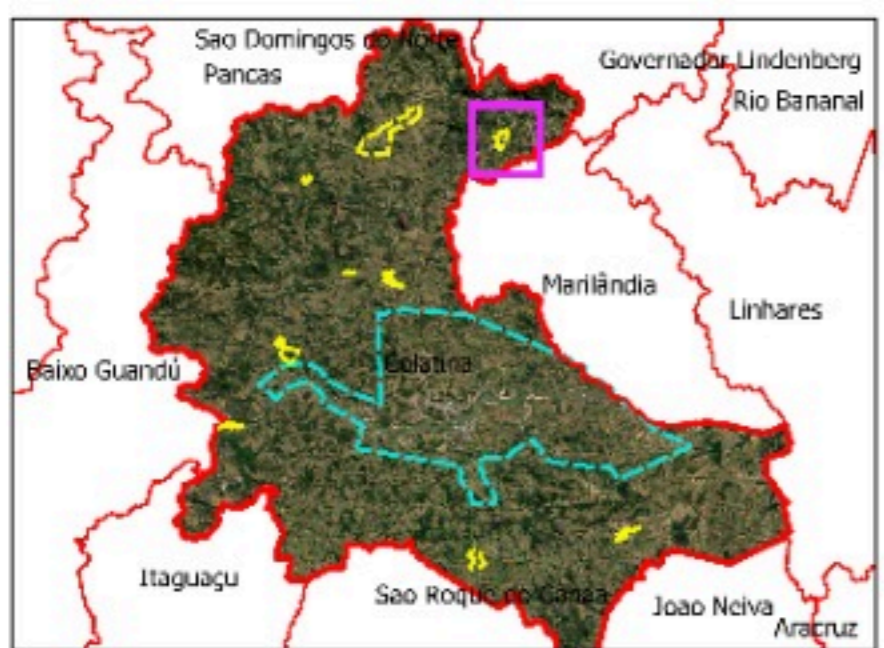 Sao Domingos do Norte
Governador Lindenberg
Pancas
Rio Bananal
Marilândia
Linhares
Colatina
Baixo Guandú
Itaguaçu
Sao Roque do Canaa
Joao Neiva
Aracruz